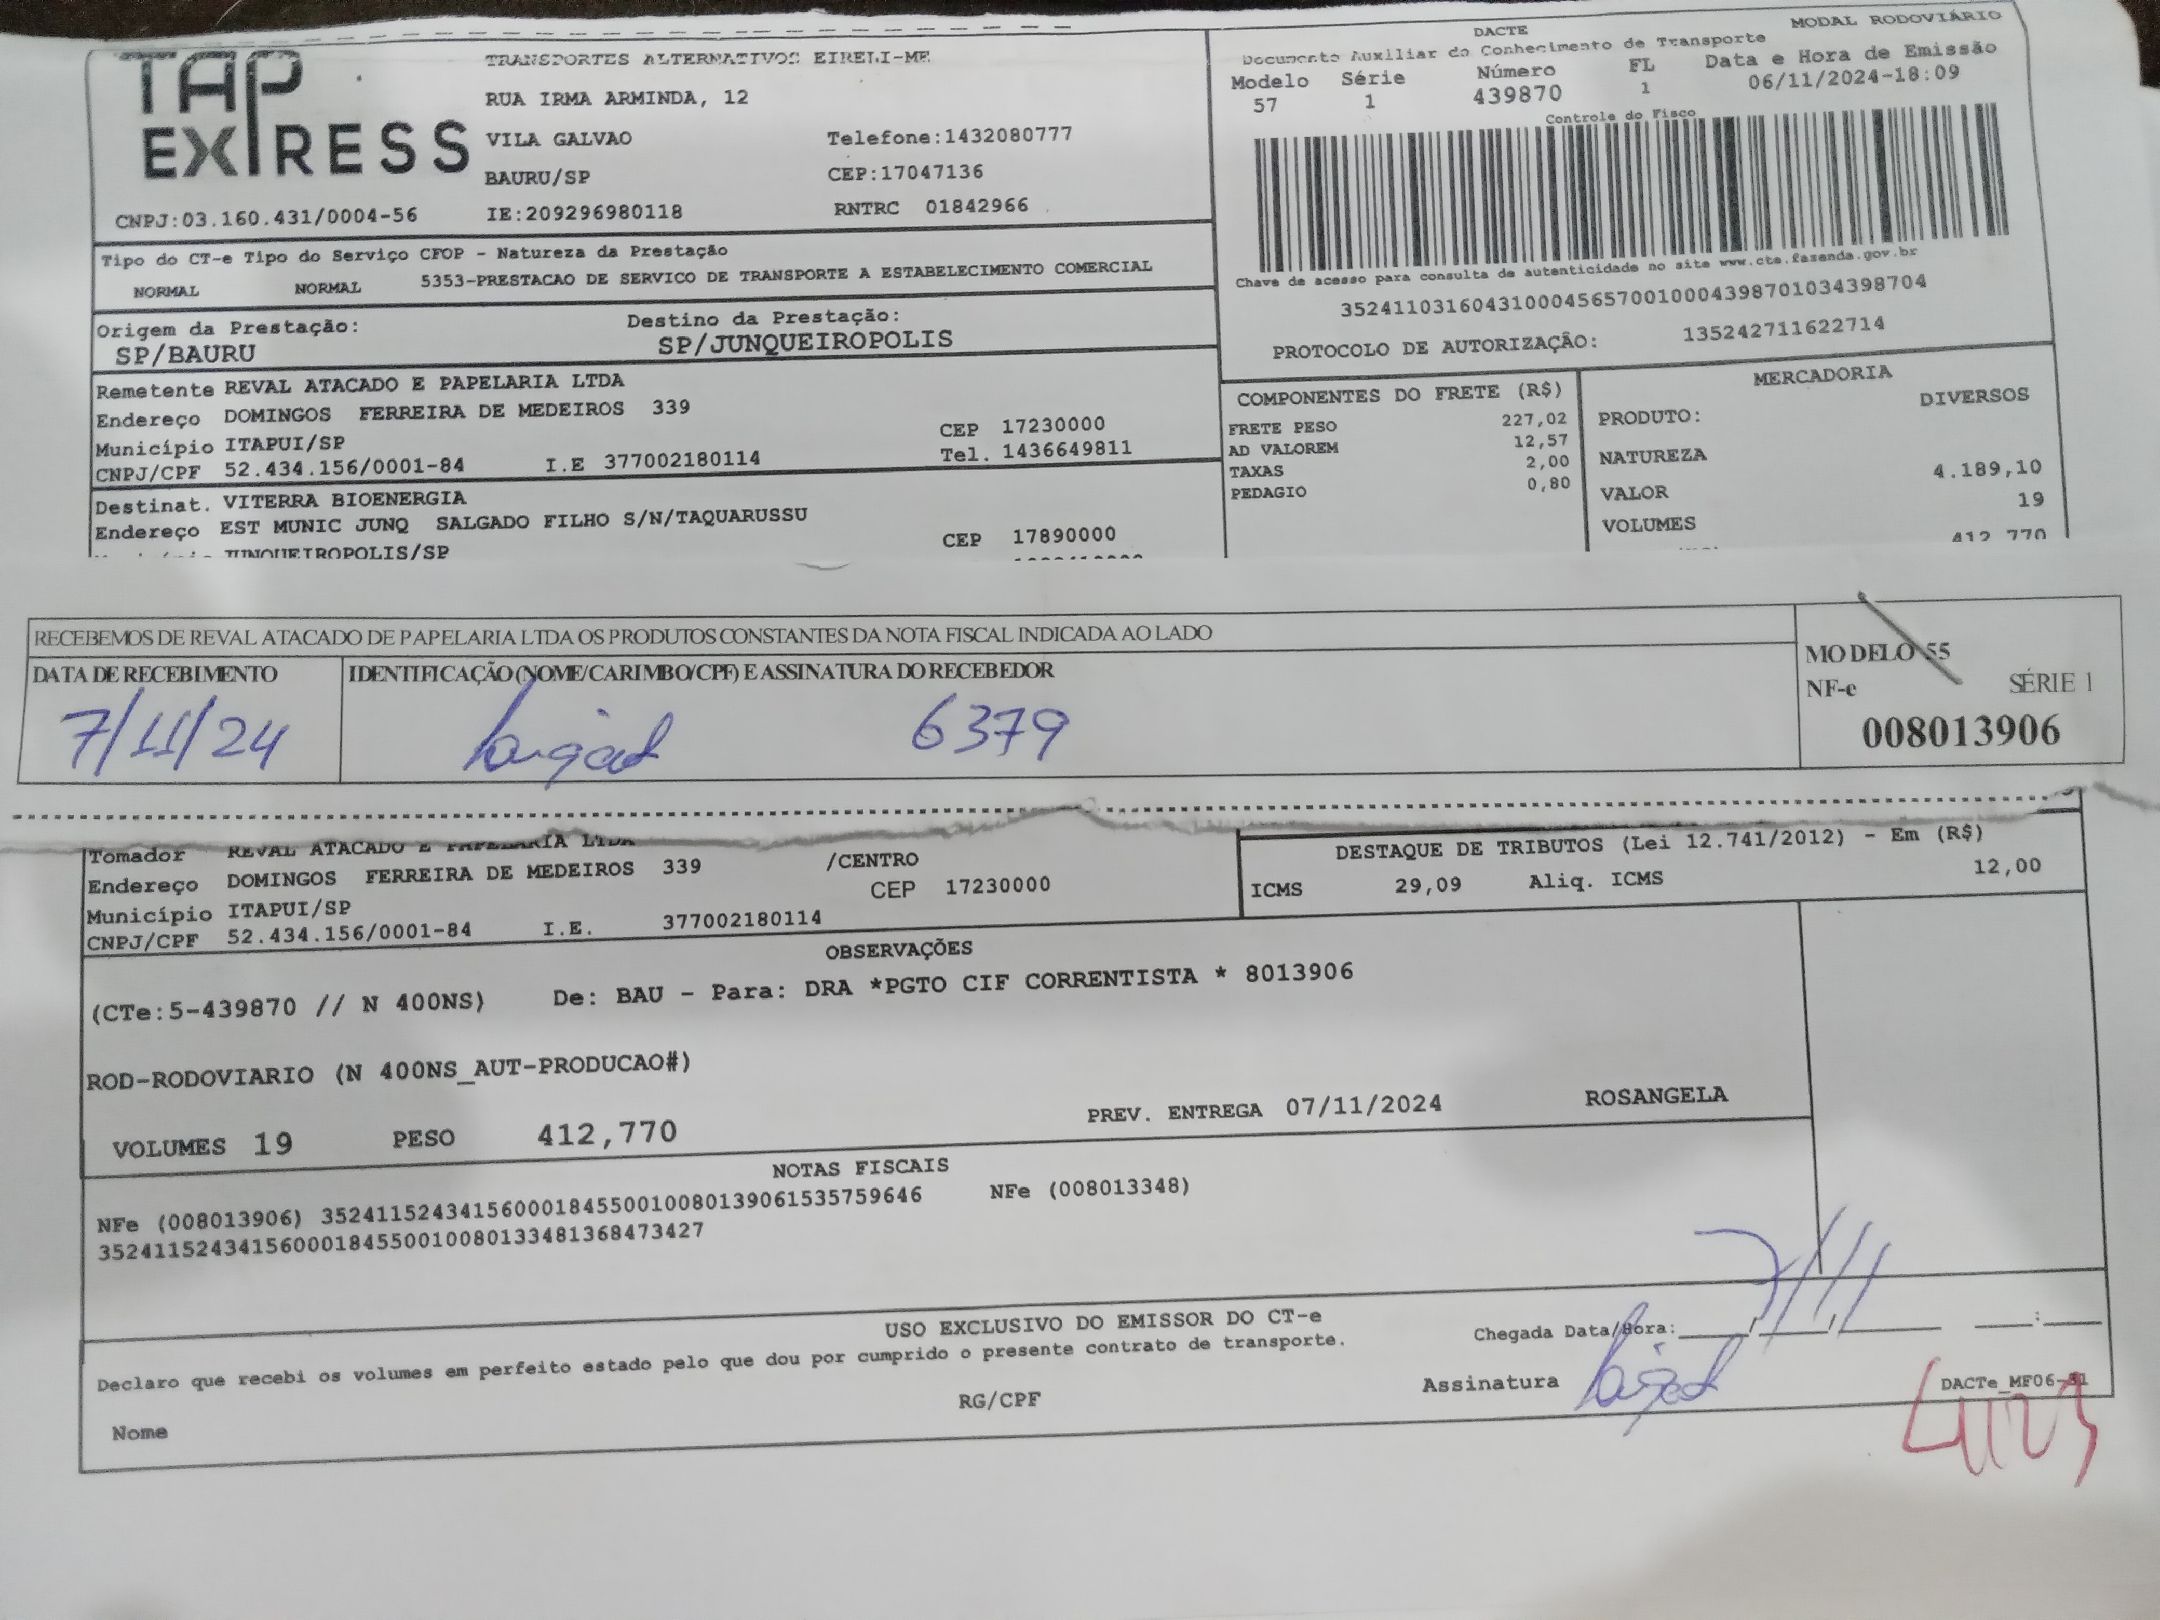 TAP EXPRESS
TRANSPORTES ALTERNATIVOS EIRELI-ME
RUA IRMA ARMINDA, 12
VILA GALVAO Telefone:1432080777
BAURU/SP CEP:17047136
CNPJ:03.160.431/0004-56 IE:209296980118 RNTRC 01842966
DACTE MODAL RODOVIÁRIO
Documento Auxiliar do Conhecimento de Transporte
Modelo Série Número FL Data e Hora de Emissão
57 1 439870 1 06/11/2024-18:09
Controle do Fisco
Chave de acesso para consulta de autenticidade no site www.cte.fazenda.gov.br
35241103160431000456570010004398701034398704
PROTOCOLO DE AUTORIZAÇÃO: 135242711622714
Tipo do CT-e Tipo do Serviço CFOP - Natureza da Prestação
NORMAL NORMAL 5353-PRESTACAO DE SERVICO DE TRANSPORTE A ESTABELECIMENTO COMERCIAL
Origem da Prestação: Destino da Prestação:
SP/BAURU SP/JUNQUEIROPOLIS
Remetente REVAL ATACADO E PAPELARIA LTDA
Endereço DOMINGOS FERREIRA DE MEDEIROS 339
Município ITAPUI/SP CEP 17230000
CNPJ/CPF 52.434.156/0001-84 I.E 377002180114 Tel. 1436649811
Destinat. VITERRA BIOENERGIA
Endereço EST MUNIC JUNQ SALGADO FILHO S/N/TAQUARUSSU
JUNQUEIROPOLIS/SP CEP 17890000
COMPONENTES DO FRETE (R$)
FRETE PESO 227,02
AD VALOREM 12,57
TAXAS 2,00
PEDAGIO 0,80
MERCADORIA
PRODUTO: DIVERSOS
NATUREZA
VALOR 4.189,10
VOLUMES 19
412,770
RECEBEMOS DE REVAL ATACADO DE PAPELARIA LTDA OS PRODUTOS CONSTANTES DA NOTA FISCAL INDICADA AO LADO
DATA DE RECEBIMENTO IDENTIFICAÇÃO (NOME/CARIMBO/CPF) E ASSINATURA DO RECEBEDOR
7/11/24 6379
MODELO 55
NF-e SÉRIE 1
008013906
Tomador REVAL ATACADO E PAPELARIA LTDA
Endereço DOMINGOS FERREIRA DE MEDEIROS 339 /CENTRO
Município ITAPUI/SP CEP 17230000
CNPJ/CPF 52.434.156/0001-84 I.E. 377002180114
DESTAQUE DE TRIBUTOS (Lei 12.741/2012) - Em (R$)
ICMS 29,09 Aliq. ICMS 12,00
OBSERVAÇÕES
(CTe:5-439870 // N 400NS) De: BAU - Para: DRA *PGTO CIF CORRENTISTA * 8013906
ROD-RODOVIARIO (N 400NS_AUT-PRODUCAO#)
VOLUMES 19 PESO 412,770 PREV. ENTREGA 07/11/2024 ROSANGELA
NOTAS FISCAIS
NFe (008013906) 35241152434156000184550010080139061535759646 NFe (008013348)
35241152434156000184550010080133481368473427
USO EXCLUSIVO DO EMISSOR DO CT-e
Declaro que recebi os volumes em perfeito estado pelo que dou por cumprido o presente contrato de transporte.
Chegada Data/Hora: 7/11
Nome RG/CPF Assinatura
DACTe_MF06-51